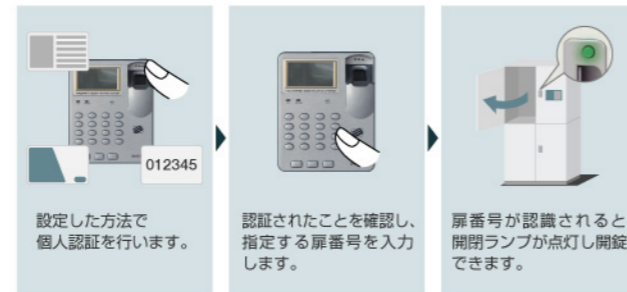 012345
設定した方法で
個人認証を行います。
認証されたことを確認し、
指定する扉番号を入力
します。
扉番号が認識されると
開閉ランプが点灯し開錠
できます。